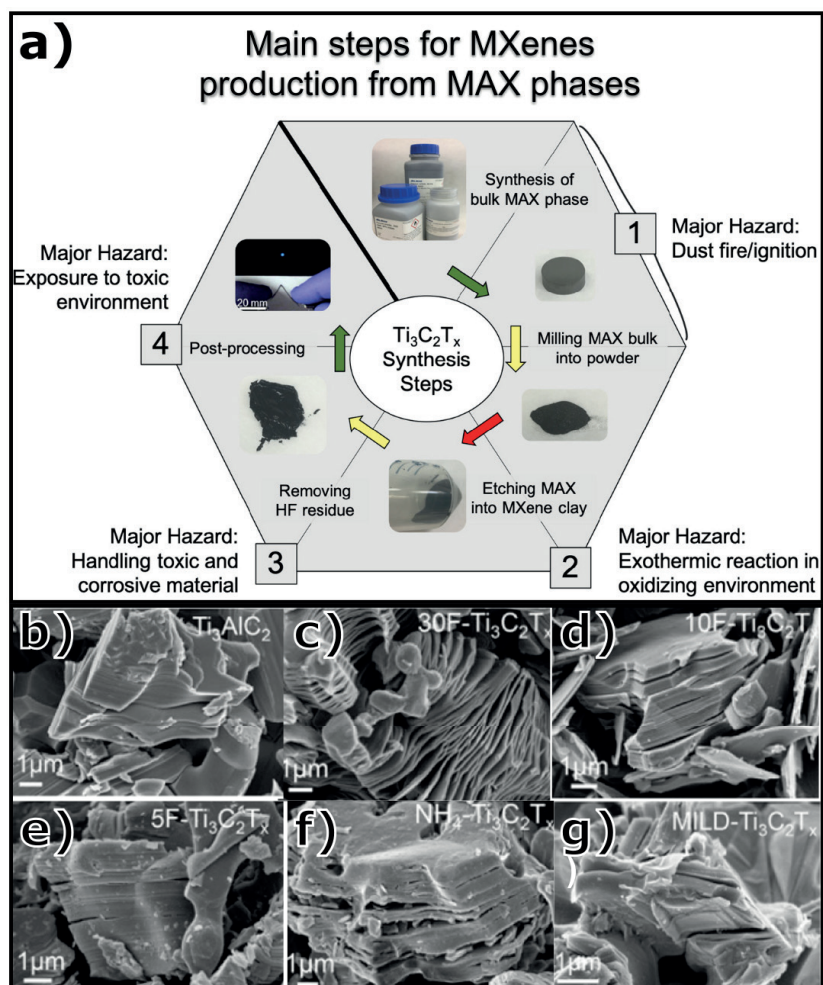 a)
Main steps for MXenes
production from MAX phases
Synthesis of
bulk MAX phase
1
Major Hazard:
Dust fire/ignition
Milling MAX bulk
into powder
Etching MAX
into MXene clay
2
Major Hazard:
Exothermic reaction in
oxidizing environment
Removing
HF residue
3
Major Hazard:
Handling toxic and
corrosive material
Post-processing
4
Major Hazard:
Exposure to toxic
environment
20 mm
Ti₃C₂Tₓ
Synthesis
Steps
b)
Ti₃AlC₂
1µm
c)
30F-Ti₃C₂Tₓ
1µm
d)
10F-Ti₃C₂T
1µm
e)
5F-Ti₃C₂Tₓ
1µm
f)
NH₄-Ti₃C₂Tₓ
1µm
g)
MILD-Ti₃C₂Tₓ
1µm